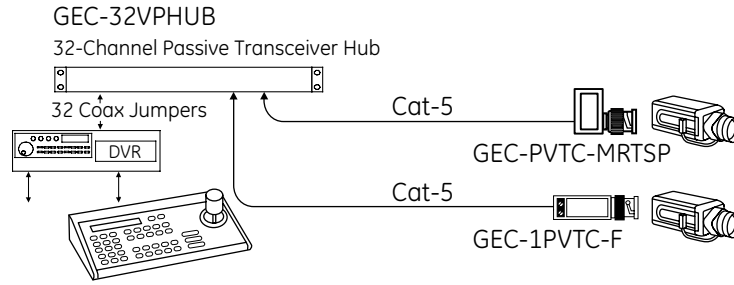 GEC-32VPHUB
32-Channel Passive Transceiver Hub
32 Coax Jumpers
DVR
Cat-5
GEC-PVTC-MRTSP
Cat-5
GEC-1PVTC-F